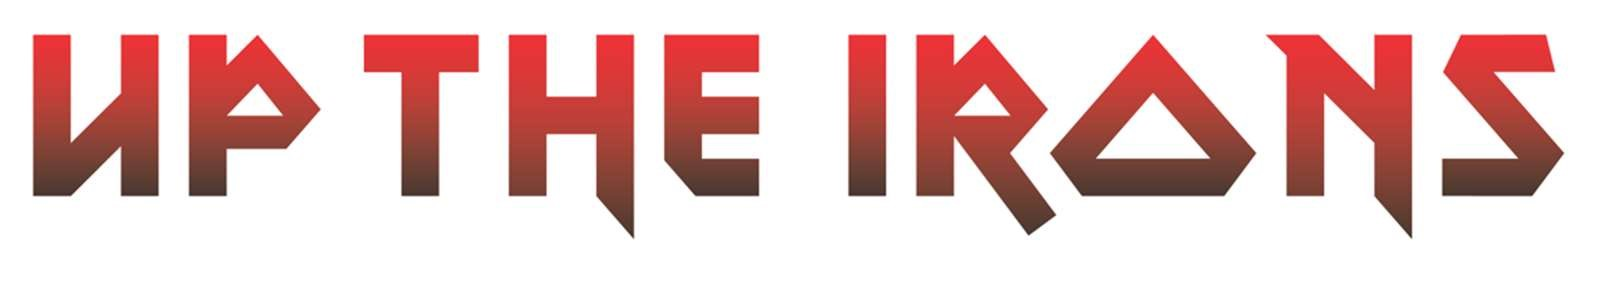 UP THE IRONS